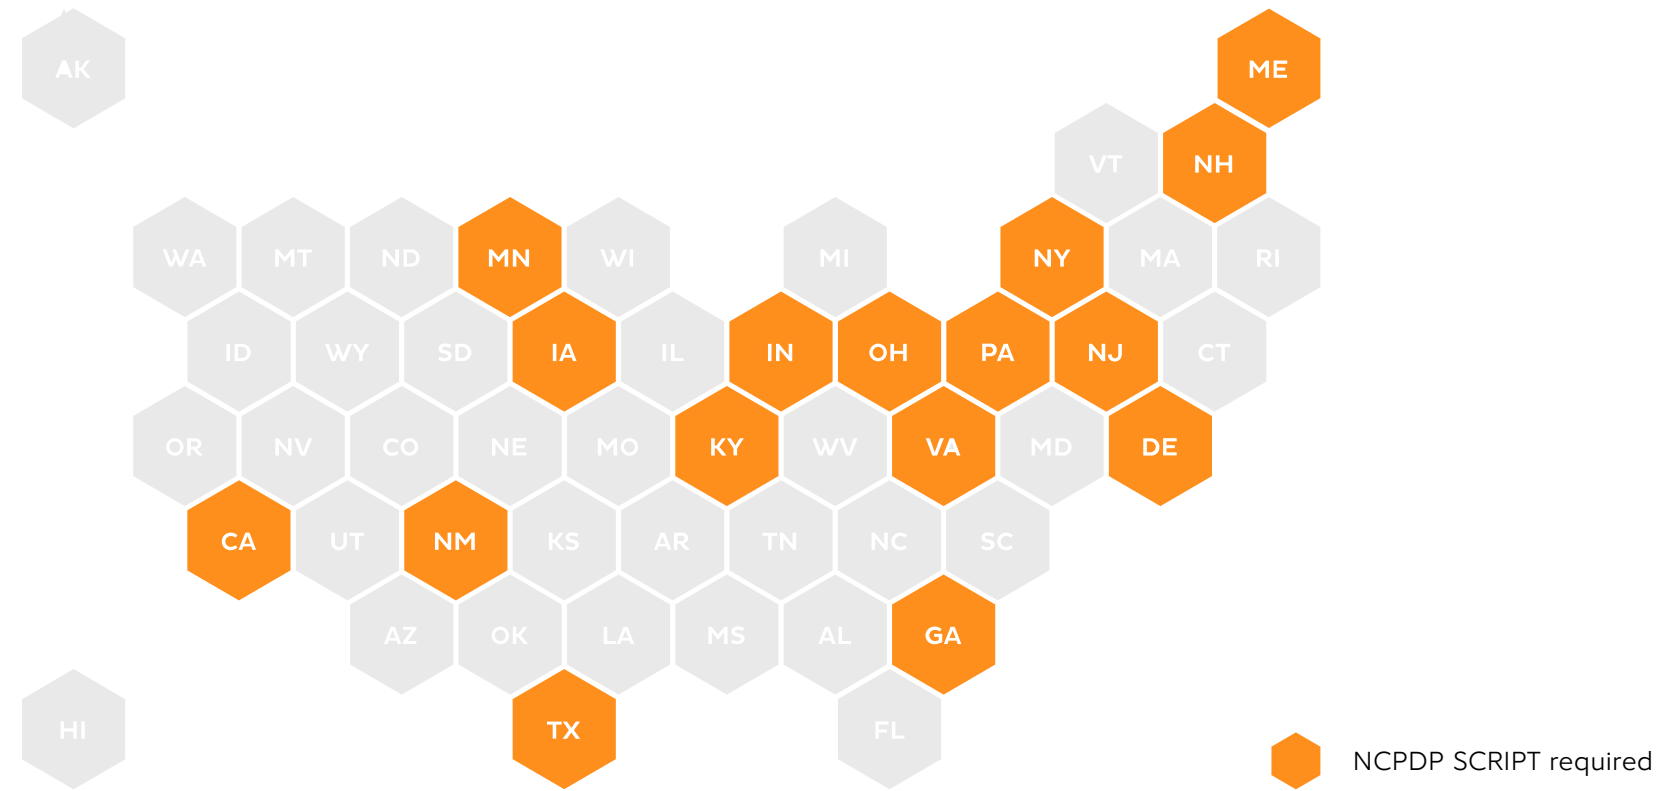 AK
ME
VT NH
WA MT ND MN WI MI NY MA RI
ID WY SD IA IL IN OH PA NJ CT
OR NV CO NE MO KY WV VA MD DE
CA UT NM KS AR TN NC SC
AZ OK LA MS AL GA
HI TX FL
NCPDP SCRIPT required